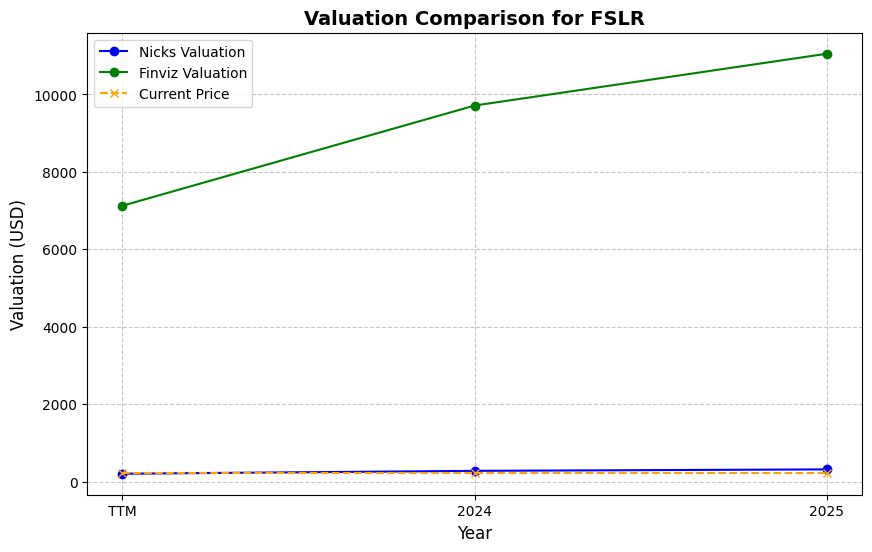 Valuation Comparison for FSLR
Nicks Valuation
Finviz Valuation
Current Price
Valuation (USD)
10000
8000
6000
4000
2000
0
TTM 2024 2025
Year